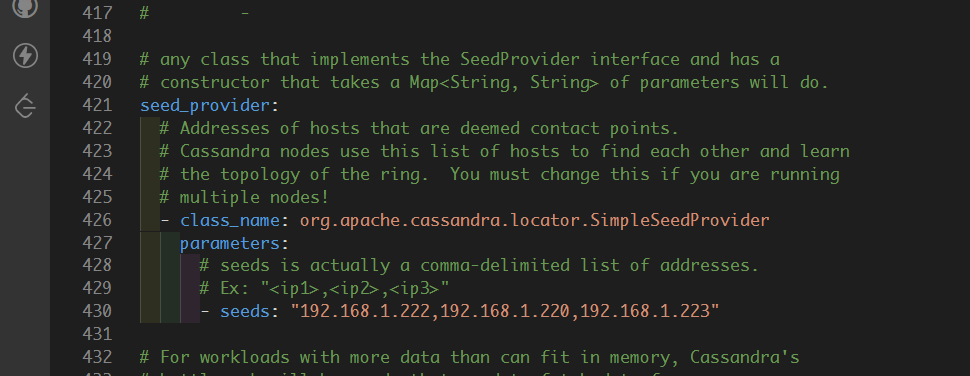 417 #         -
418
419 # any class that implements the SeedProvider interface and has a
420 # constructor that takes a Map<String, String> of parameters will do.
421 seed_provider:
422   # Addresses of hosts that are deemed contact points.
423   # Cassandra nodes use this list of hosts to find each other and learn
424   # the topology of the ring.  You must change this if you are running
425   # multiple nodes!
426   - class_name: org.apache.cassandra.locator.SimpleSeedProvider
427     parameters:
428       # seeds is actually a comma-delimited list of addresses.
429       # Ex: "<ip1>,<ip2>,<ip3>"
430       - seeds: "192.168.1.222,192.168.1.220,192.168.1.223"
431
432 # For workloads with more data than can fit in memory, Cassandra's